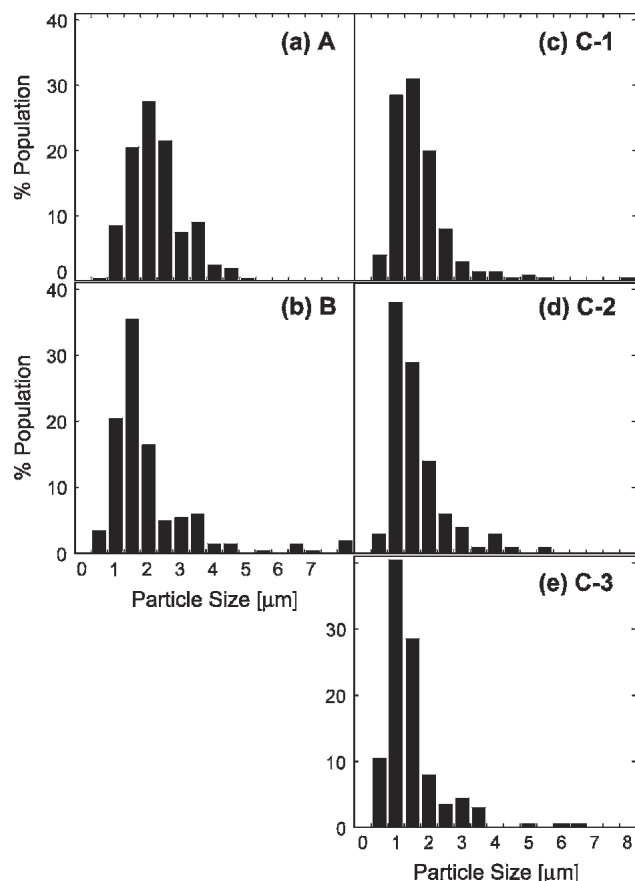 40
30
20
10
0
% Population
(a) A
(c) C-1
40
30
20
10
0
% Population
(b) B
(d) C-2
0 1 2 3 4 5 6 7
Particle Size [μm]
30
20
10
0
(e) C-3
0 1 2 3 4 5 6 7 8
Particle Size [μm]